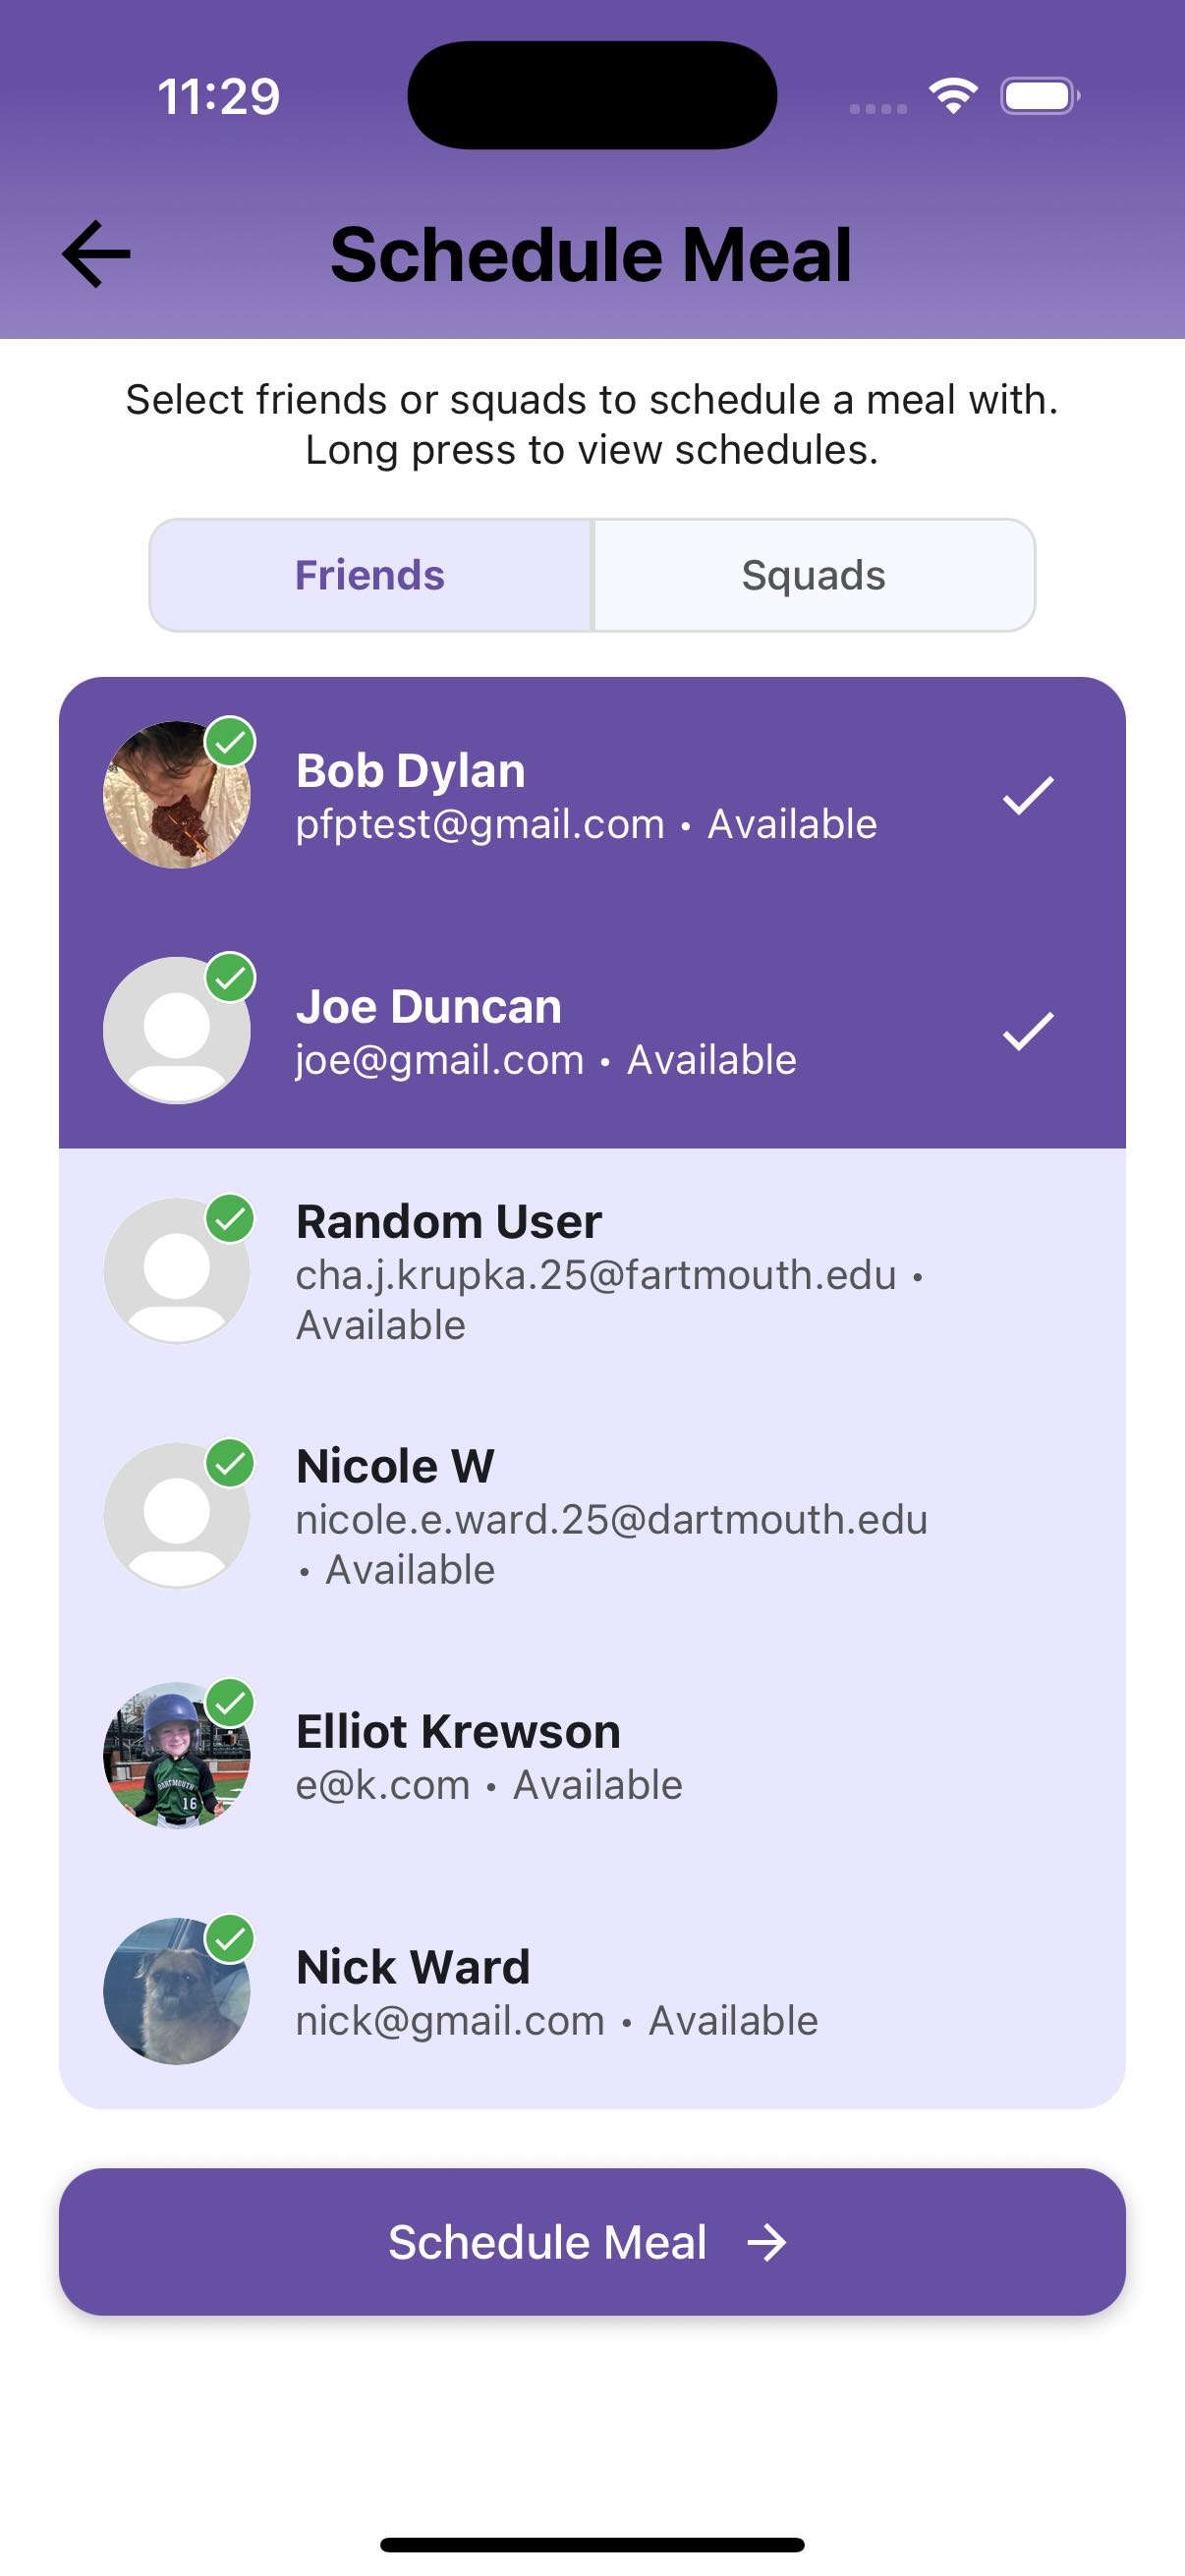 11:29
Schedule Meal
Select friends or squads to schedule a meal with.
Long press to view schedules.
Friends
Squads
Bob Dylan
pfptest@gmail.com • Available
Joe Duncan
joe@gmail.com • Available
Random User
cha.j.krupka.25@fartmouth.edu •
Available
Nicole W
nicole.e.ward.25@dartmouth.edu
• Available
Elliot Krewson
e@k.com • Available
DARTMOUTH
16
Nick Ward
nick@gmail.com • Available
Schedule Meal